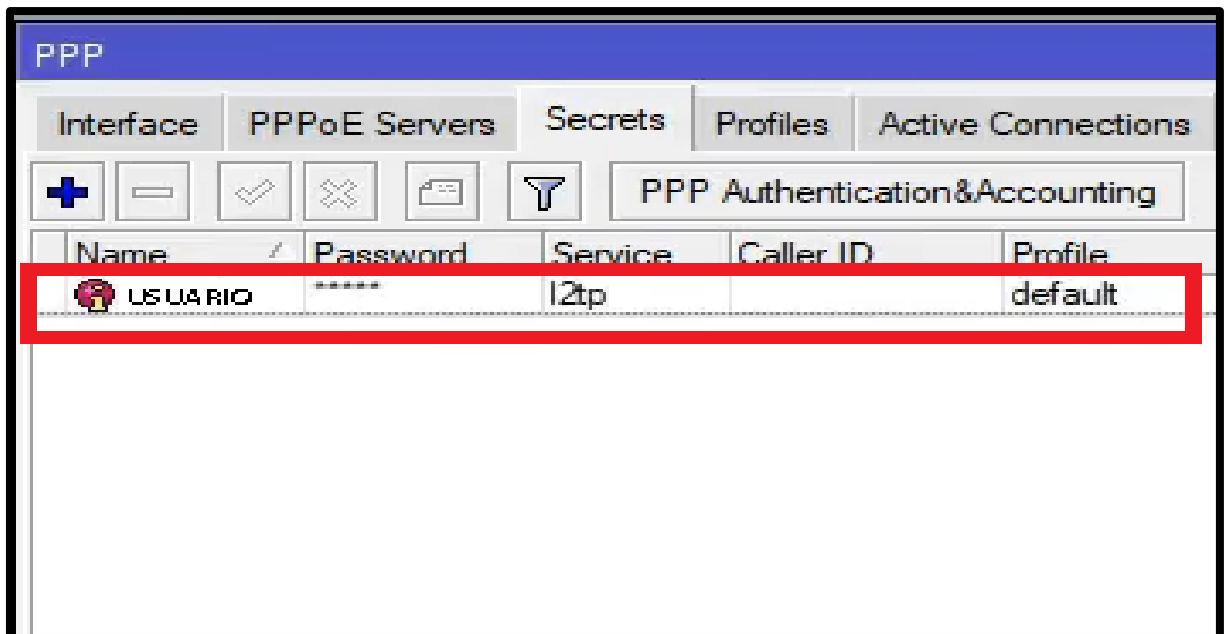 PPP
Interface PPPoE Servers Secrets Profiles Active Connections
PPP Authentication&Accounting
Name Password Service Caller ID Profile
USUARIO ***** l2tp default